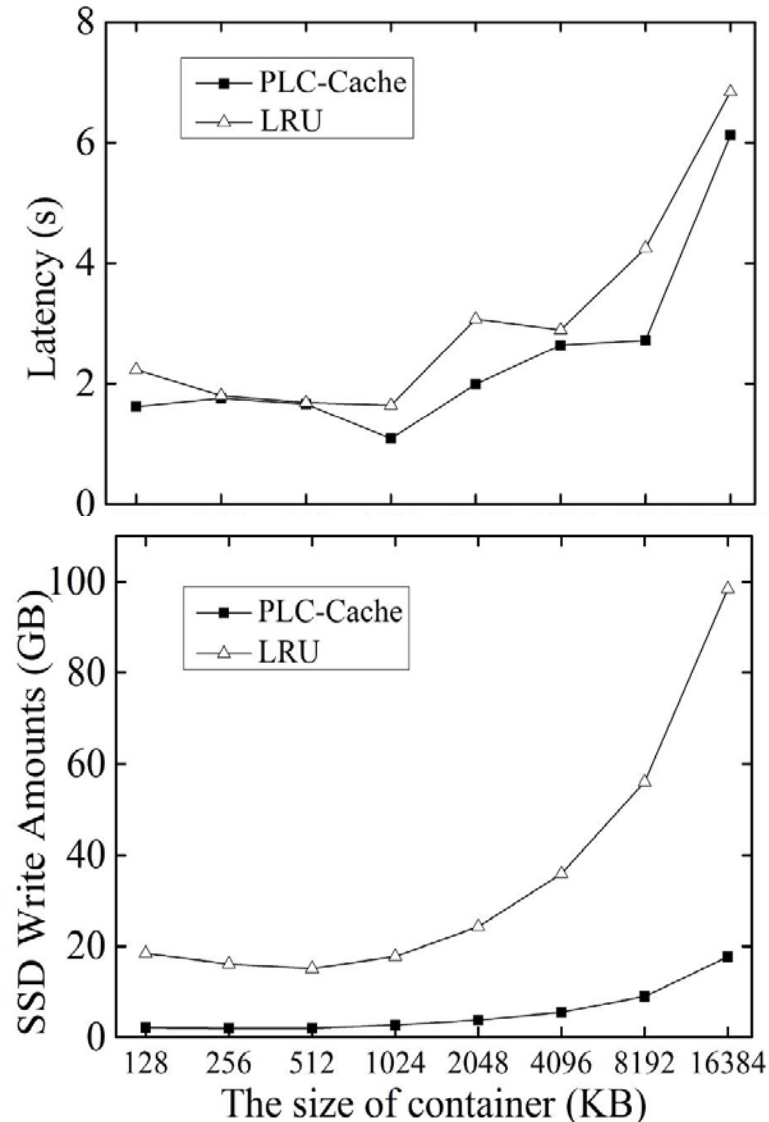 8
6
4
2
0
Latency (s)
PLC-Cache
LRU
100
80
60
40
20
0
SSD Write Amounts (GB)
PLC-Cache
LRU
128 256 512 1024 2048 4096 8192 16384
The size of container (KB)